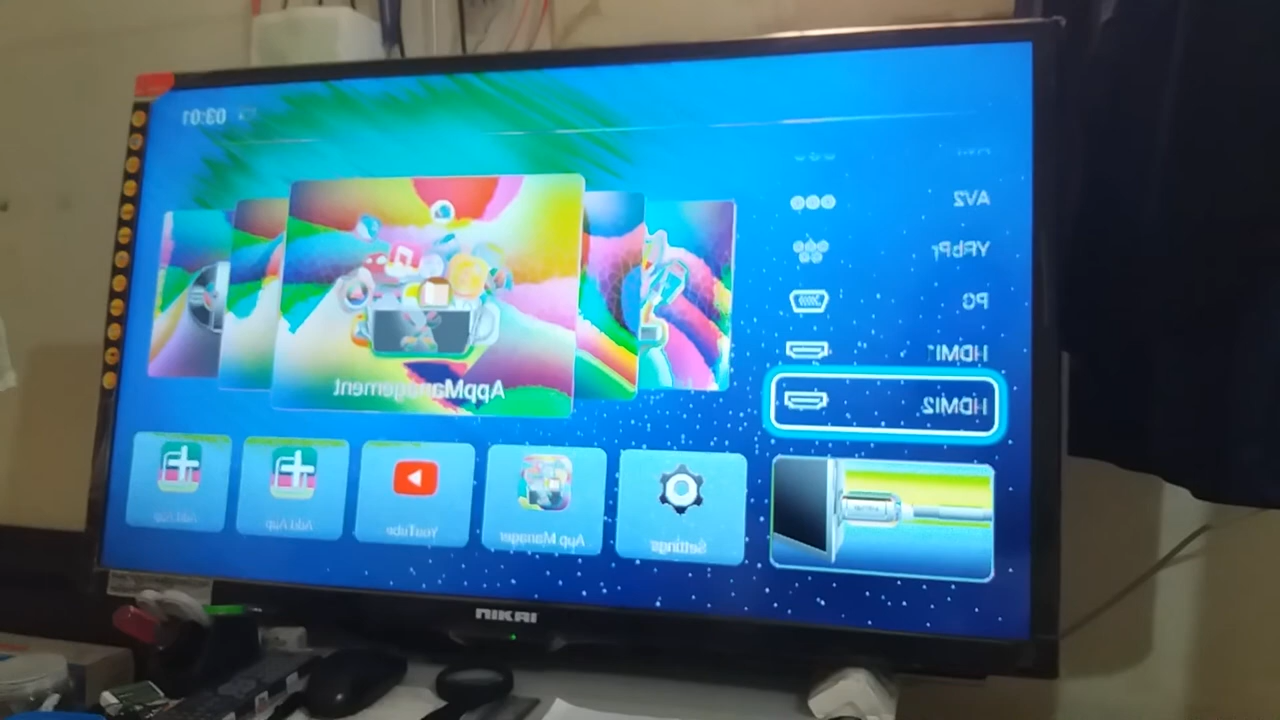 03:01
AV2
YPbPr
PC
HDMI1
HDMI2
AppManagement
Add App
Add App
YouTube
App Manager
Settings
NIKAI